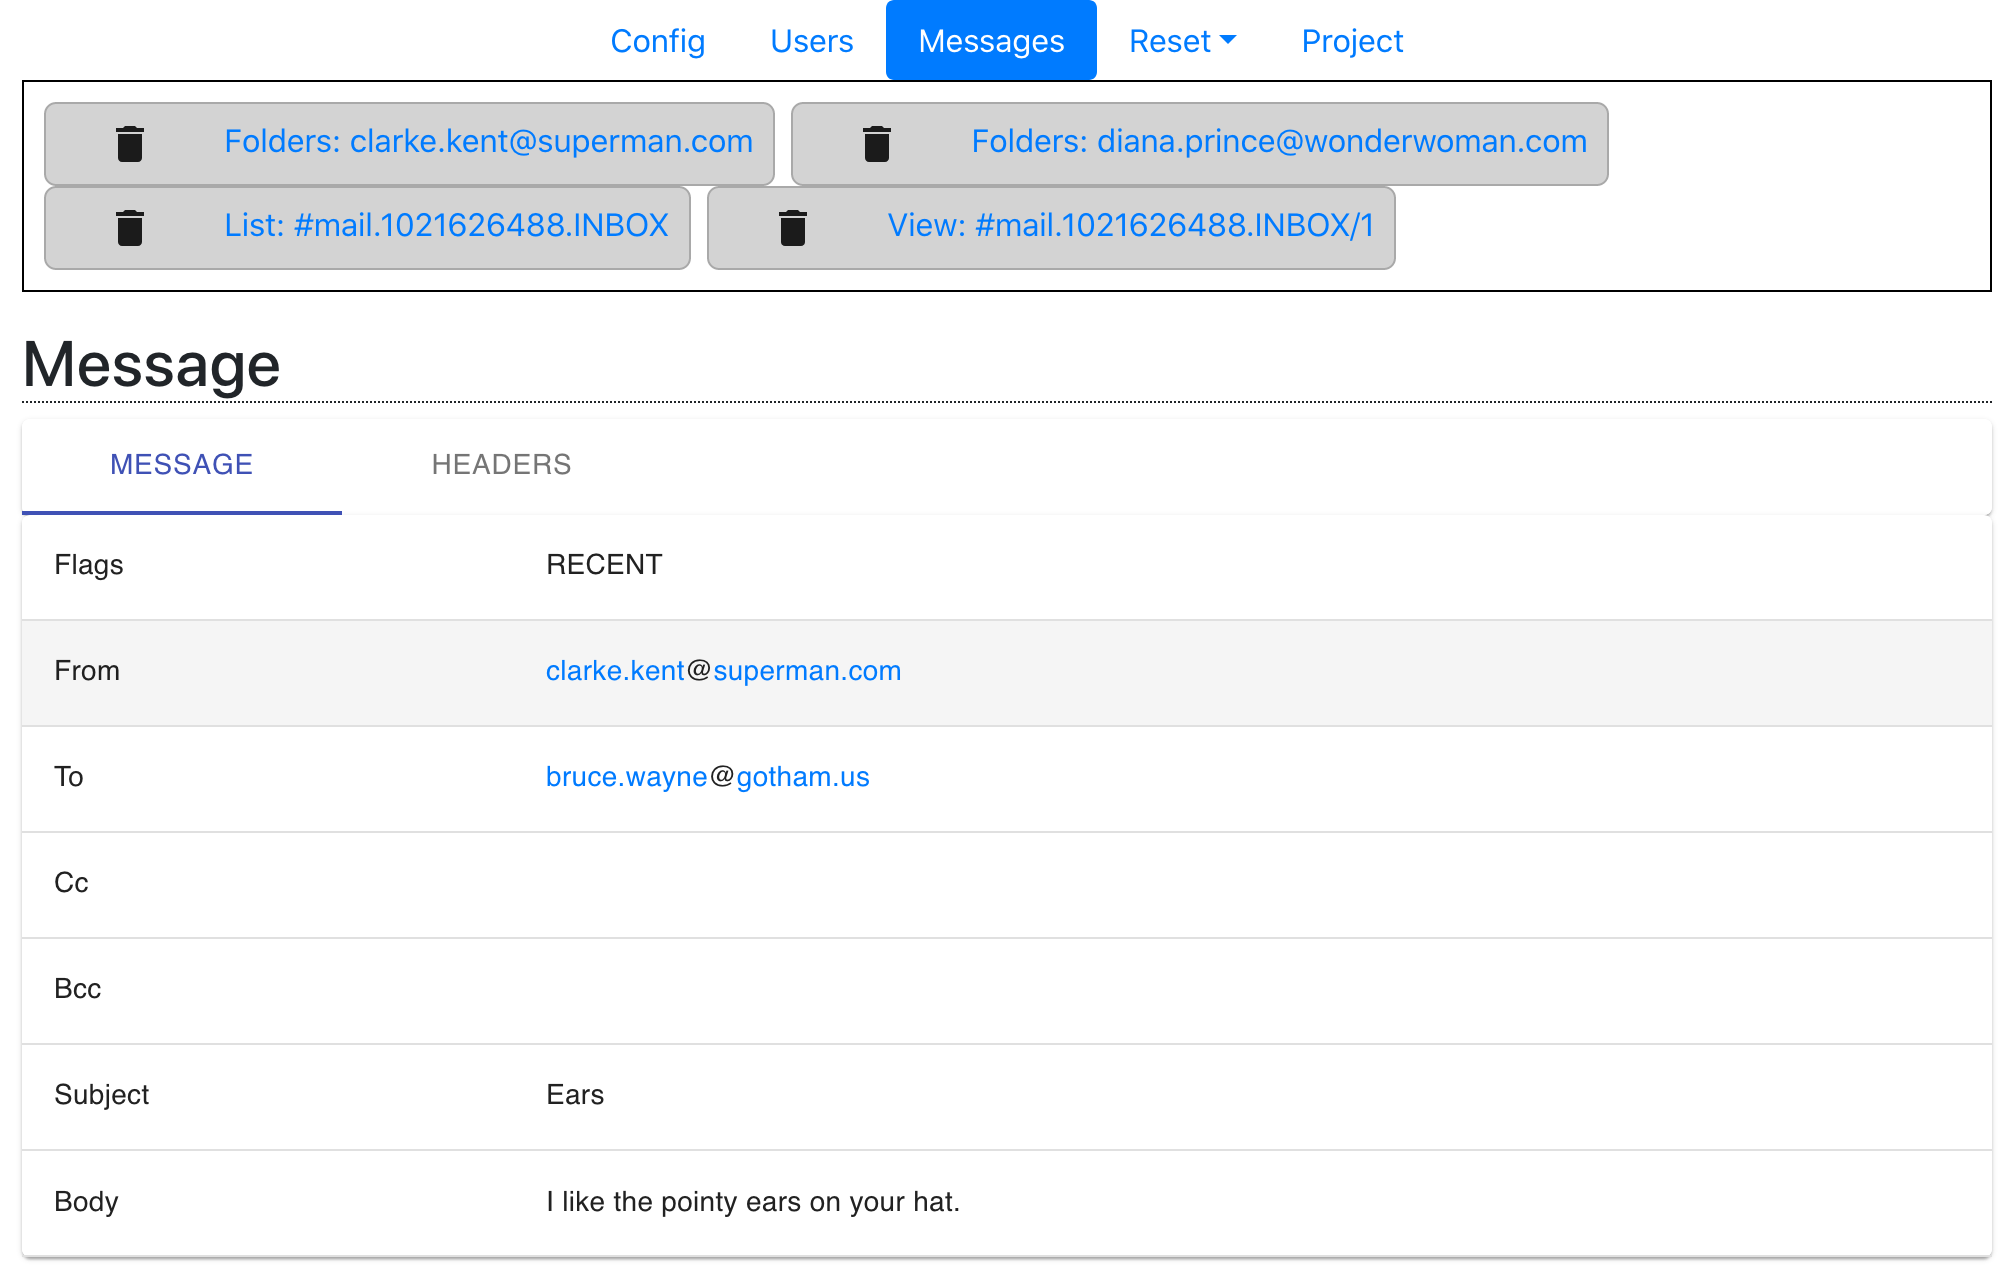 Config Users Messages Reset Project
Folders: clarke.kent@superman.com Folders: diana.prince@wonderwoman.com
List: #mail.1021626488.INBOX View: #mail.1021626488.INBOX/1
Message
MESSAGE HEADERS
Flags RECENT
From clarke.kent@superman.com
To bruce.wayne@gotham.us
Cc
Bcc
Subject Ears
Body I like the pointy ears on your hat.